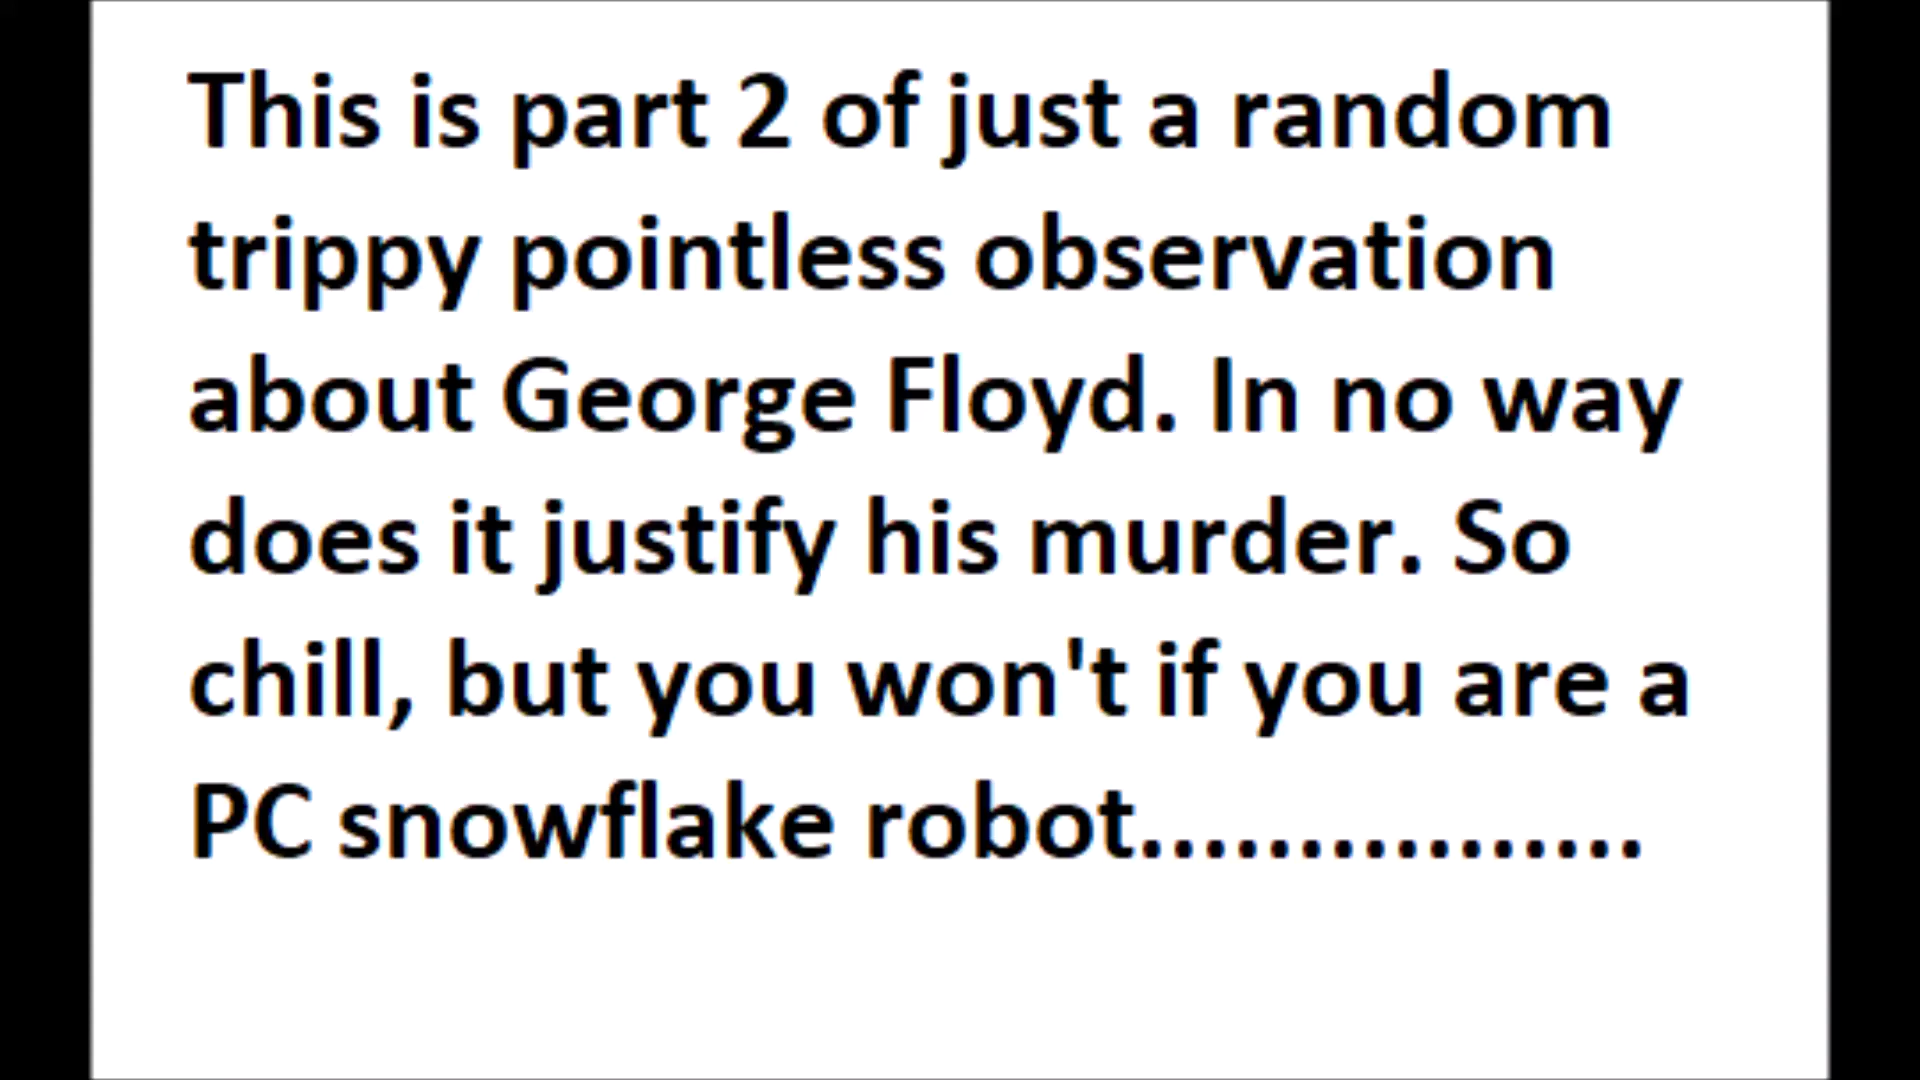 This is part 2 of just a random
trippy pointless observation
about George Floyd. In no way
does it justify his murder. So
chill, but you won't if you are a
PC snowflake robot................